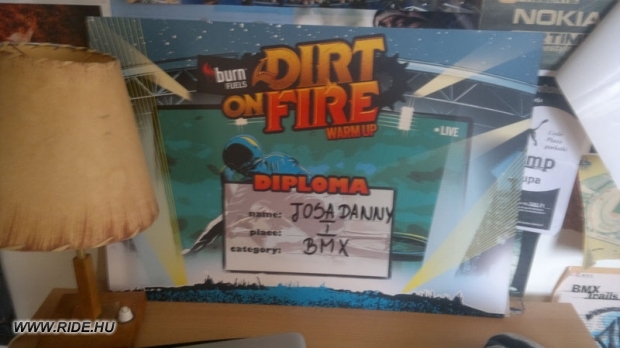 burn
FUELS
DIRT
ON FIRE
WARM UP
LIVE
DIPLOMA
name: JOSA DANNY
place: I
category: BMX
NOKIA
BMX
Trails
WWW.RIDE.HU